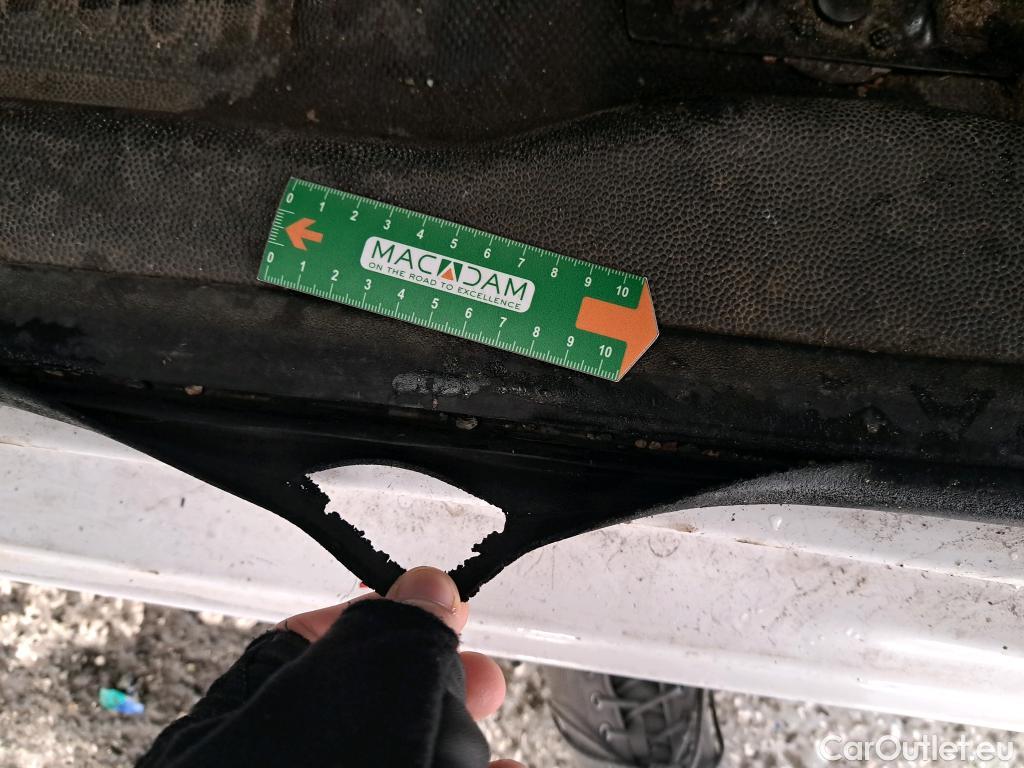 0 1 2 3 4 5 6 7 8 9 10
MACADAM
ON THE ROAD TO EXCELLENCE
0 1 2 3 4 5 6 7 8 9 10
CarOutlet.eu